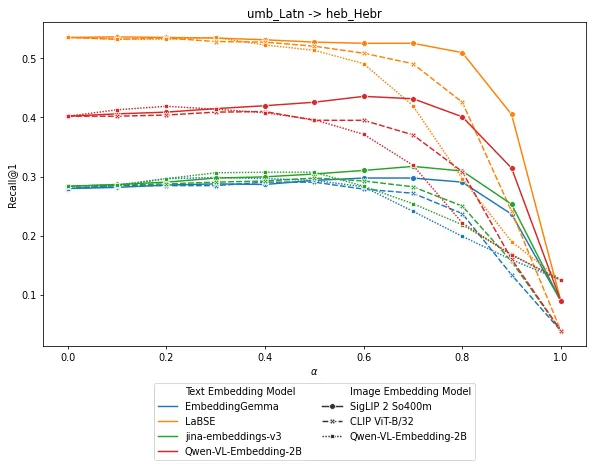 umb_Latn -> heb_Hebr
Recall@1
0.5
0.4
0.3
0.2
0.1
0.0 0.2 0.4 0.6 0.8 1.0
α
Text Embedding Model Image Embedding Model
EmbeddingGemma SigLIP 2 So400m
LaBSE CLIP ViT-B/32
jina-embeddings-v3 Qwen-VL-Embedding-2B
Qwen-VL-Embedding-2B